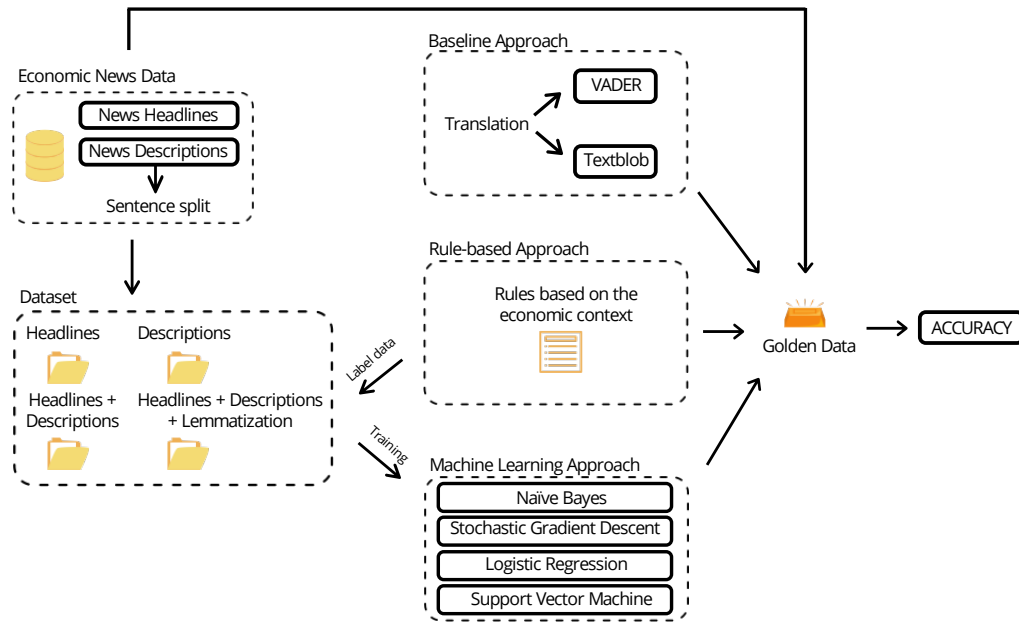 Economic News Data
News Headlines
News Descriptions
Sentence split
Dataset
Headlines
Descriptions
Headlines +
Descriptions
Headlines + Descriptions
+ Lemmatization
Baseline Approach
Translation
VADER
Textblob
Rule-based Approach
Rules based on the
economic context
Label data
Training
Machine Learning Approach
Naïve Bayes
Stochastic Gradient Descent
Logistic Regression
Support Vector Machine
Golden Data
ACCURACY